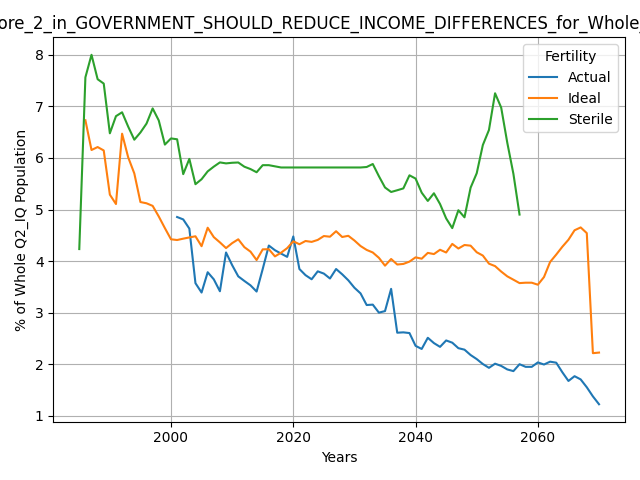 ore_2_in_GOVERNMENT_SHOULD_REDUCE_INCOME_DIFFERENCES_for_Whole_
% of Whole Q2_IQ Population
8
7
6
5
4
3
2
1
Fertility
Actual
Ideal
Sterile
2000
2020
2040
2060
Years